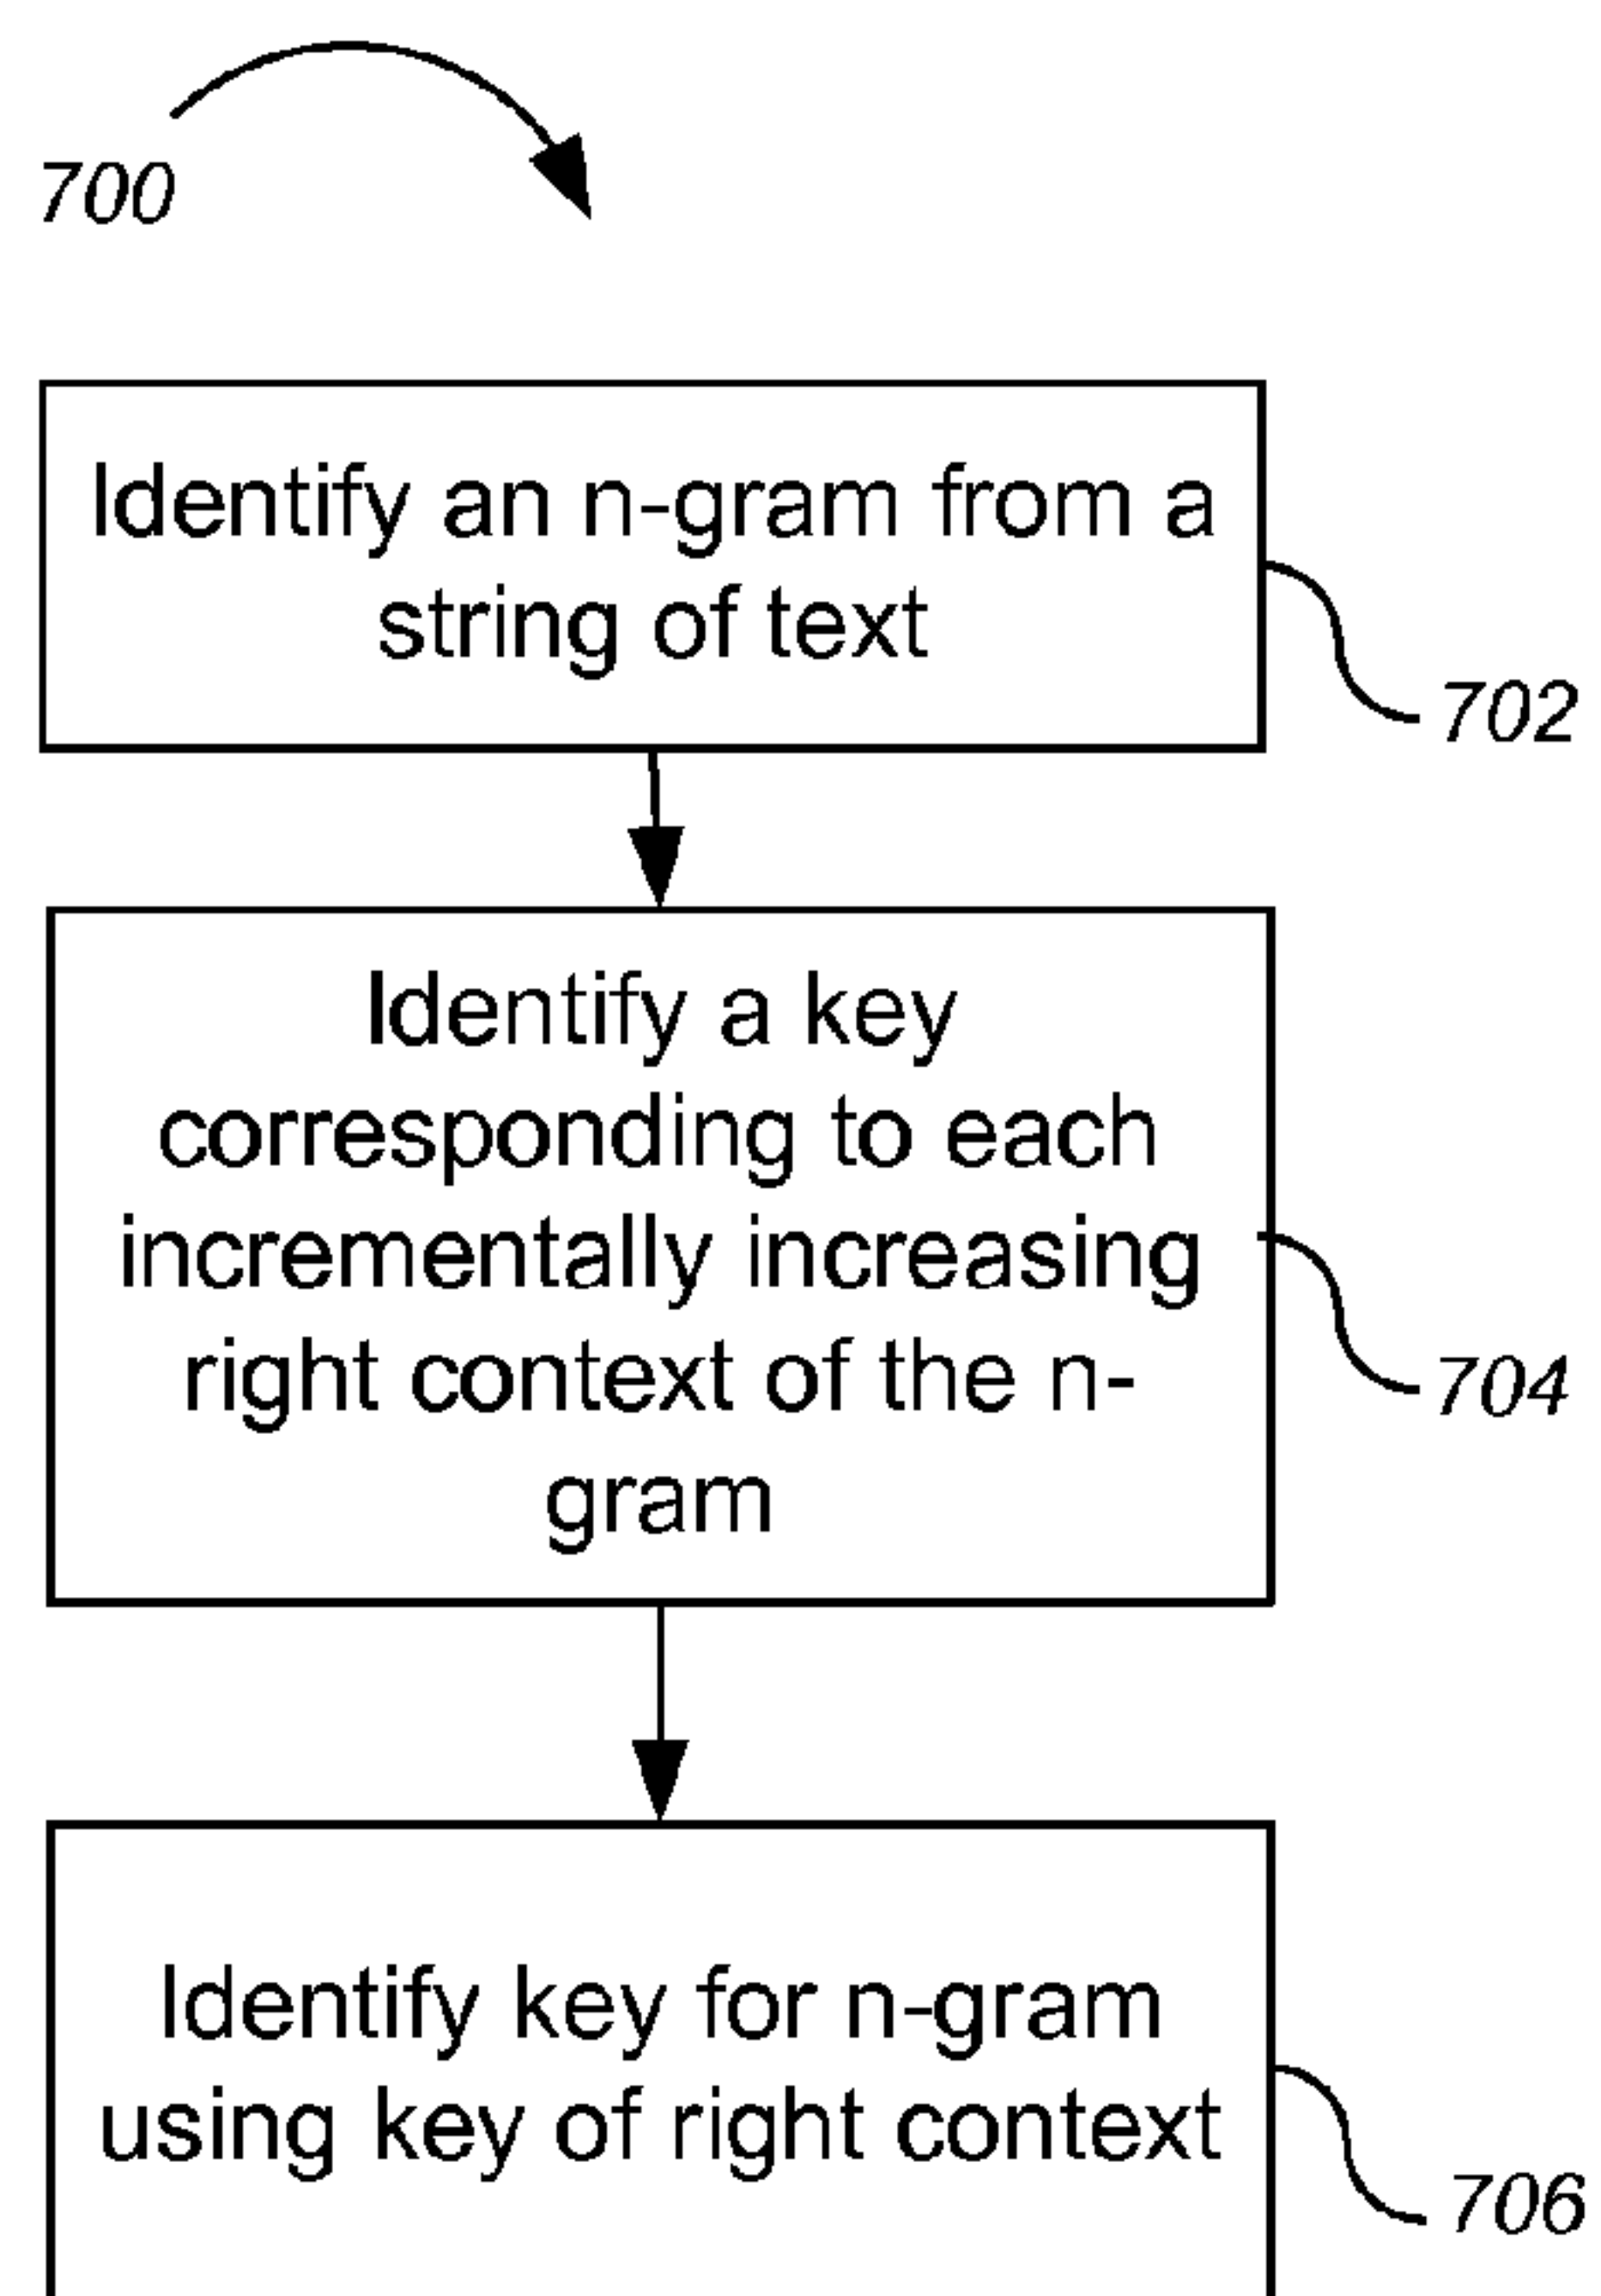 700
Identify an n-gram from a
string of text
702
Identify a key
corresponding to each
incrementally increasing
right context of the n-
gram
704
Identify key for n-gram
using key of right context
706